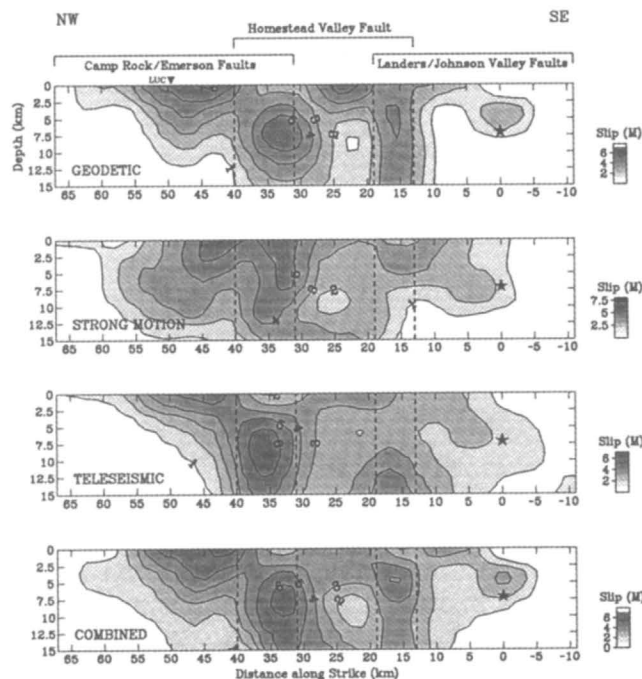 NW SE
Homestead Valley Fault
Camp Rock/Emerson Faults Landers/Johnson Valley Faults
LUC
Depth (km)
0
2.5
5
7.5
10
12.5
15
GEODETIC
65 60 55 50 45 40 35 30 25 20 15 10 5 0 -5 -10
Slip (M)
6
4
2
0
2.5
5
7.5
10
12.5
15
STRONG MOTION
65 60 55 50 45 40 35 30 25 20 15 10 5 0 -5 -10
Slip (M)
7.5
5
2.5
0
2.5
5
7.5
10
12.5
15
TELESEISMIC
65 60 55 50 45 40 35 30 25 20 15 10 5 0 -5 -10
Slip (M)
6
4
2
0
2.5
5
7.5
10
12.5
15
COMBINED
65 60 55 50 45 40 35 30 25 20 15 10 5 0 -5 -10
Slip (M)
8
6
4
2
0
Distance along Strike (km)